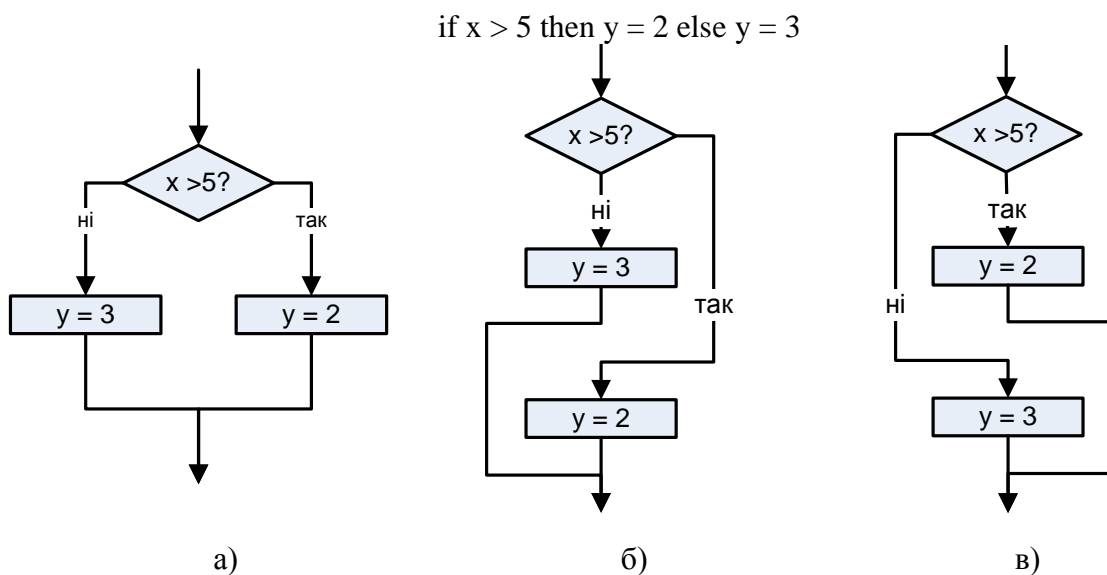 if x > 5 then y = 2 else y = 3
x >5?
ні
так
y = 3
y = 2
а)
x >5?
ні
y = 3
так
y = 2
б)
x >5?
так
y = 2
ні
y = 3
в)